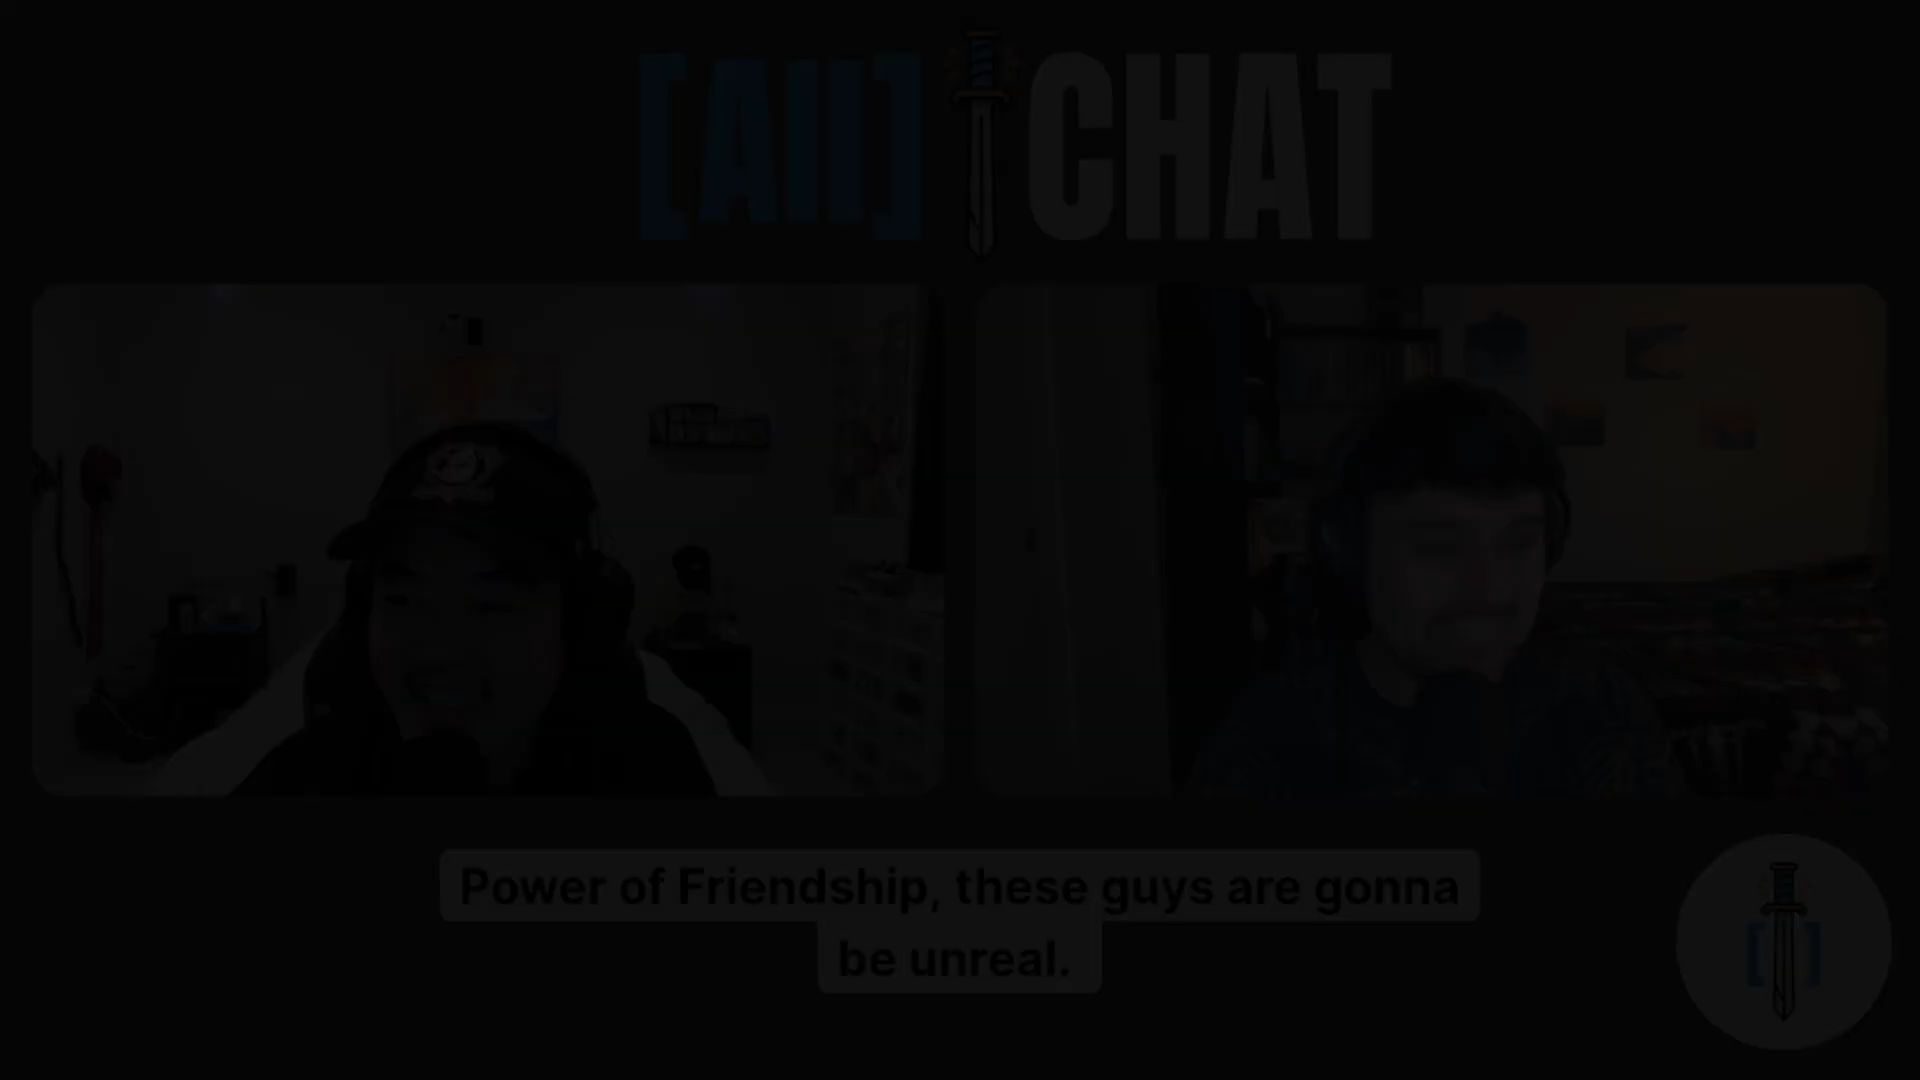 [All] CHAT
Power of Friendship, these guys are gonna
be unreal.
[ ]